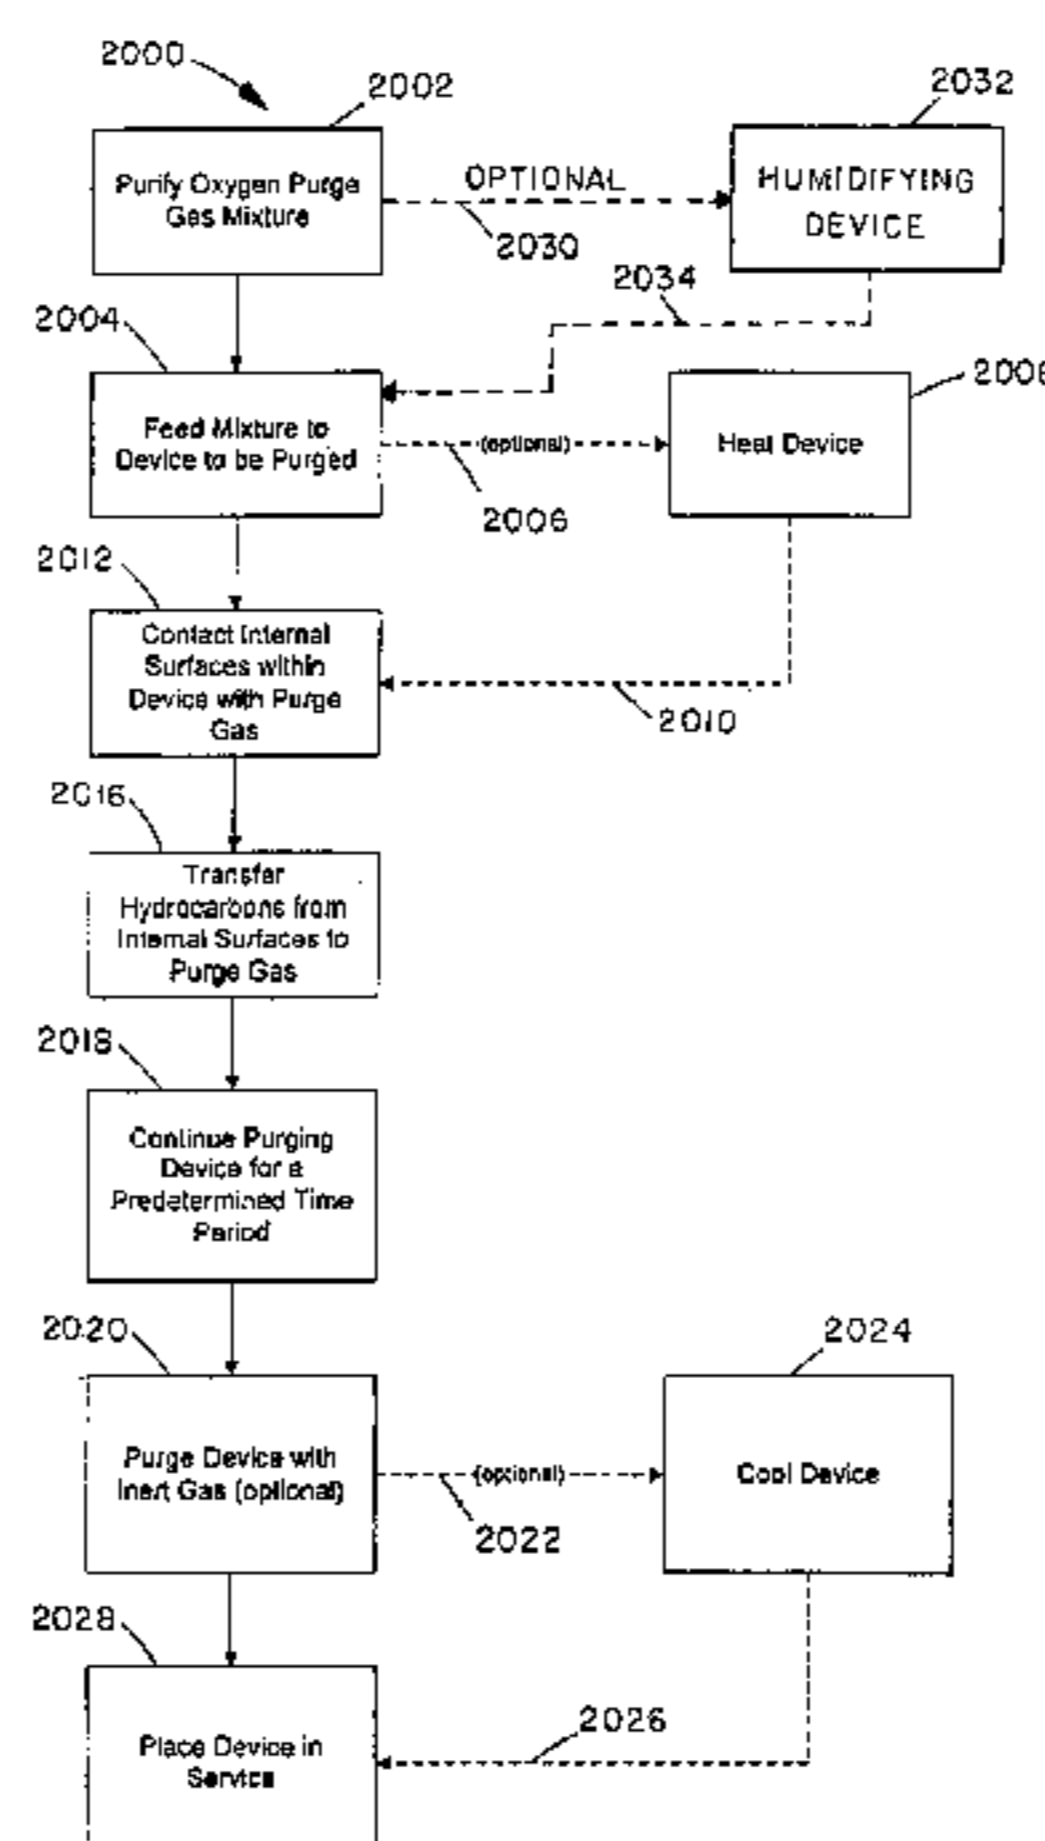 2000
2002
2032
Purify Oxygen Purge
Gas Mixture
OPTIONAL
HUMIDIFYING
DEVICE
2030
2034
2004
Feed Mixture to
Device to be Purged
(optional)
Heat Device
2006
2012
Contact Internal
Surfaces within
Device with Purge
Gas
2010
2016
Transfer
Hydrocarbons from
Internal Surfaces to
Purge Gas
2018
Continue Purging
Device for a
Predetermined Time
Period
2020
2024
Purge Device with
Inert Gas (optional)
(optional)
Cool Device
2022
2028
2026
Place Device in
Service